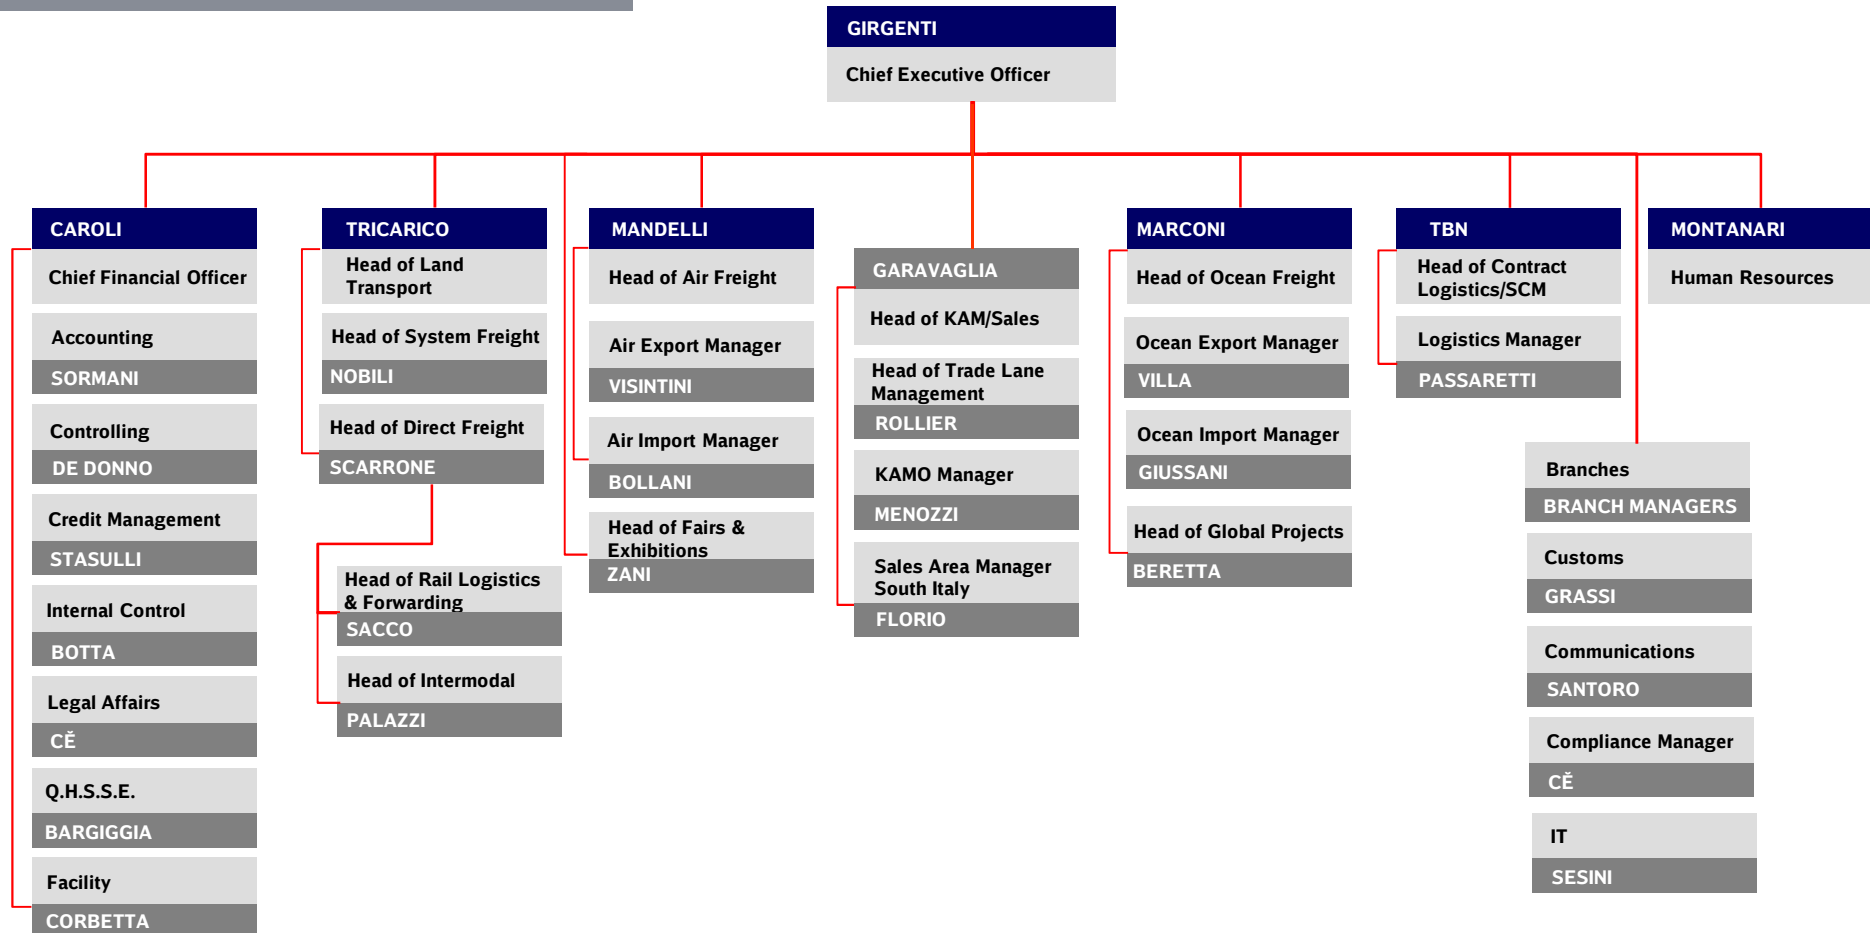 GIRGENTI
Chief Executive Officer
CAROLI
Chief Financial Officer
Accounting
SORMANI
Controlling
DE DONNO
Credit Management
STASULLI
Internal Control
BOTTA
Legal Affairs
CĚ
Q.H.S.S.E.
BARGIGGIA
Facility
CORBETTA
TRICARICO
Head of Land
Transport
Head of System Freight
NOBILI
Head of Direct Freight
SCARRONE
Head of Rail Logistics
& Forwarding
SACCO
Head of Intermodal
PALAZZI
MANDELLI
Head of Air Freight
Air Export Manager
VISINTINI
Air Import Manager
BOLLANI
Head of Fairs &
Exhibitions
ZANI
GARAVAGLIA
Head of KAM/Sales
Head of Trade Lane
Management
ROLLIER
KAMO Manager
MENOZZI
Sales Area Manager
South Italy
FLORIO
MARCONI
Head of Ocean Freight
Ocean Export Manager
VILLA
Ocean Import Manager
GIUSSANI
Head of Global Projects
BERETTA
TBN
Head of Contract
Logistics/SCM
Logistics Manager
PASSARETTI
Branches
BRANCH MANAGERS
Customs
GRASSI
Communications
SANTORO
Compliance Manager
CĚ
IT
SESINI
MONTANARI
Human Resources